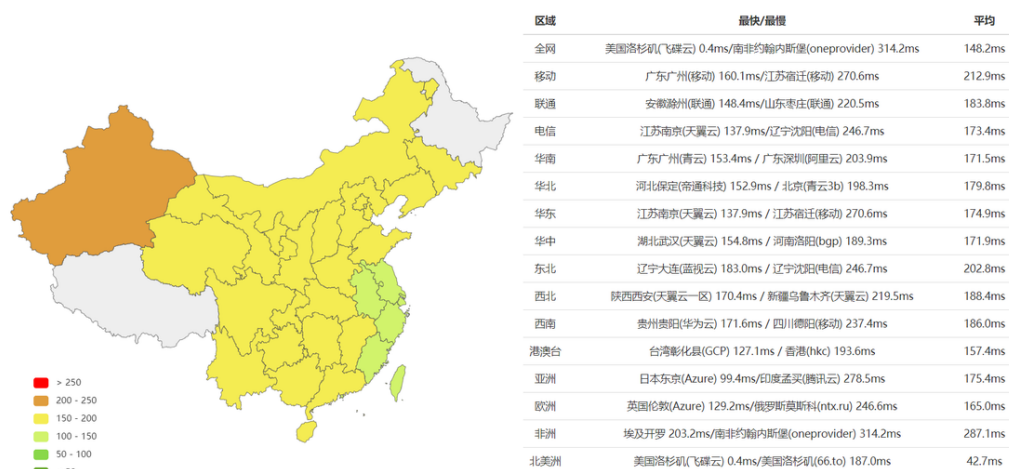 区域 最快/最慢 平均
全网 美国洛杉矶(飞碟云) 0.4ms/南非约翰内斯堡(oneprovider) 314.2ms 148.2ms
移动 广东广州(移动) 160.1ms/江苏宿迁(移动) 270.6ms 212.9ms
联通 安徽滁州(联通) 148.4ms/山东枣庄(联通) 220.5ms 183.8ms
电信 江苏南京(天翼云) 137.9ms/辽宁沈阳(电信) 246.7ms 173.4ms
华南 广东广州(青云) 153.4ms / 广东深圳(阿里云) 203.9ms 171.5ms
华北 河北保定(帝通科技) 152.9ms / 北京(青云3b) 198.3ms 179.8ms
华东 江苏南京(天翼云) 137.9ms / 江苏宿迁(移动) 270.6ms 174.9ms
华中 湖北武汉(天翼云) 154.8ms / 河南洛阳(bgp) 189.3ms 171.9ms
东北 辽宁大连(蓝视云) 183.0ms / 辽宁沈阳(电信) 246.7ms 202.8ms
西北 陕西西安(天翼云一区) 170.4ms / 新疆乌鲁木齐(天翼云) 219.5ms 188.4ms
西南 贵州贵阳(华为云) 171.6ms / 四川德阳(移动) 237.4ms 186.0ms
港澳台 台湾彰化县(GCP) 127.1ms / 香港(hkc) 193.6ms 157.4ms
亚洲 日本东京(Azure) 99.4ms/印度孟买(腾讯云) 278.5ms 175.4ms
欧洲 英国伦敦(Azure) 129.2ms/俄罗斯莫斯科(ntx.ru) 246.6ms 165.0ms
非洲 埃及开罗 203.2ms/南非约翰内斯堡(oneprovider) 314.2ms 287.1ms
北美洲 美国洛杉矶(飞碟云) 0.4ms/美国洛杉矶(66.to) 187.0ms 42.7ms
> 250
200 - 250
150 - 200
100 - 150
50 - 100